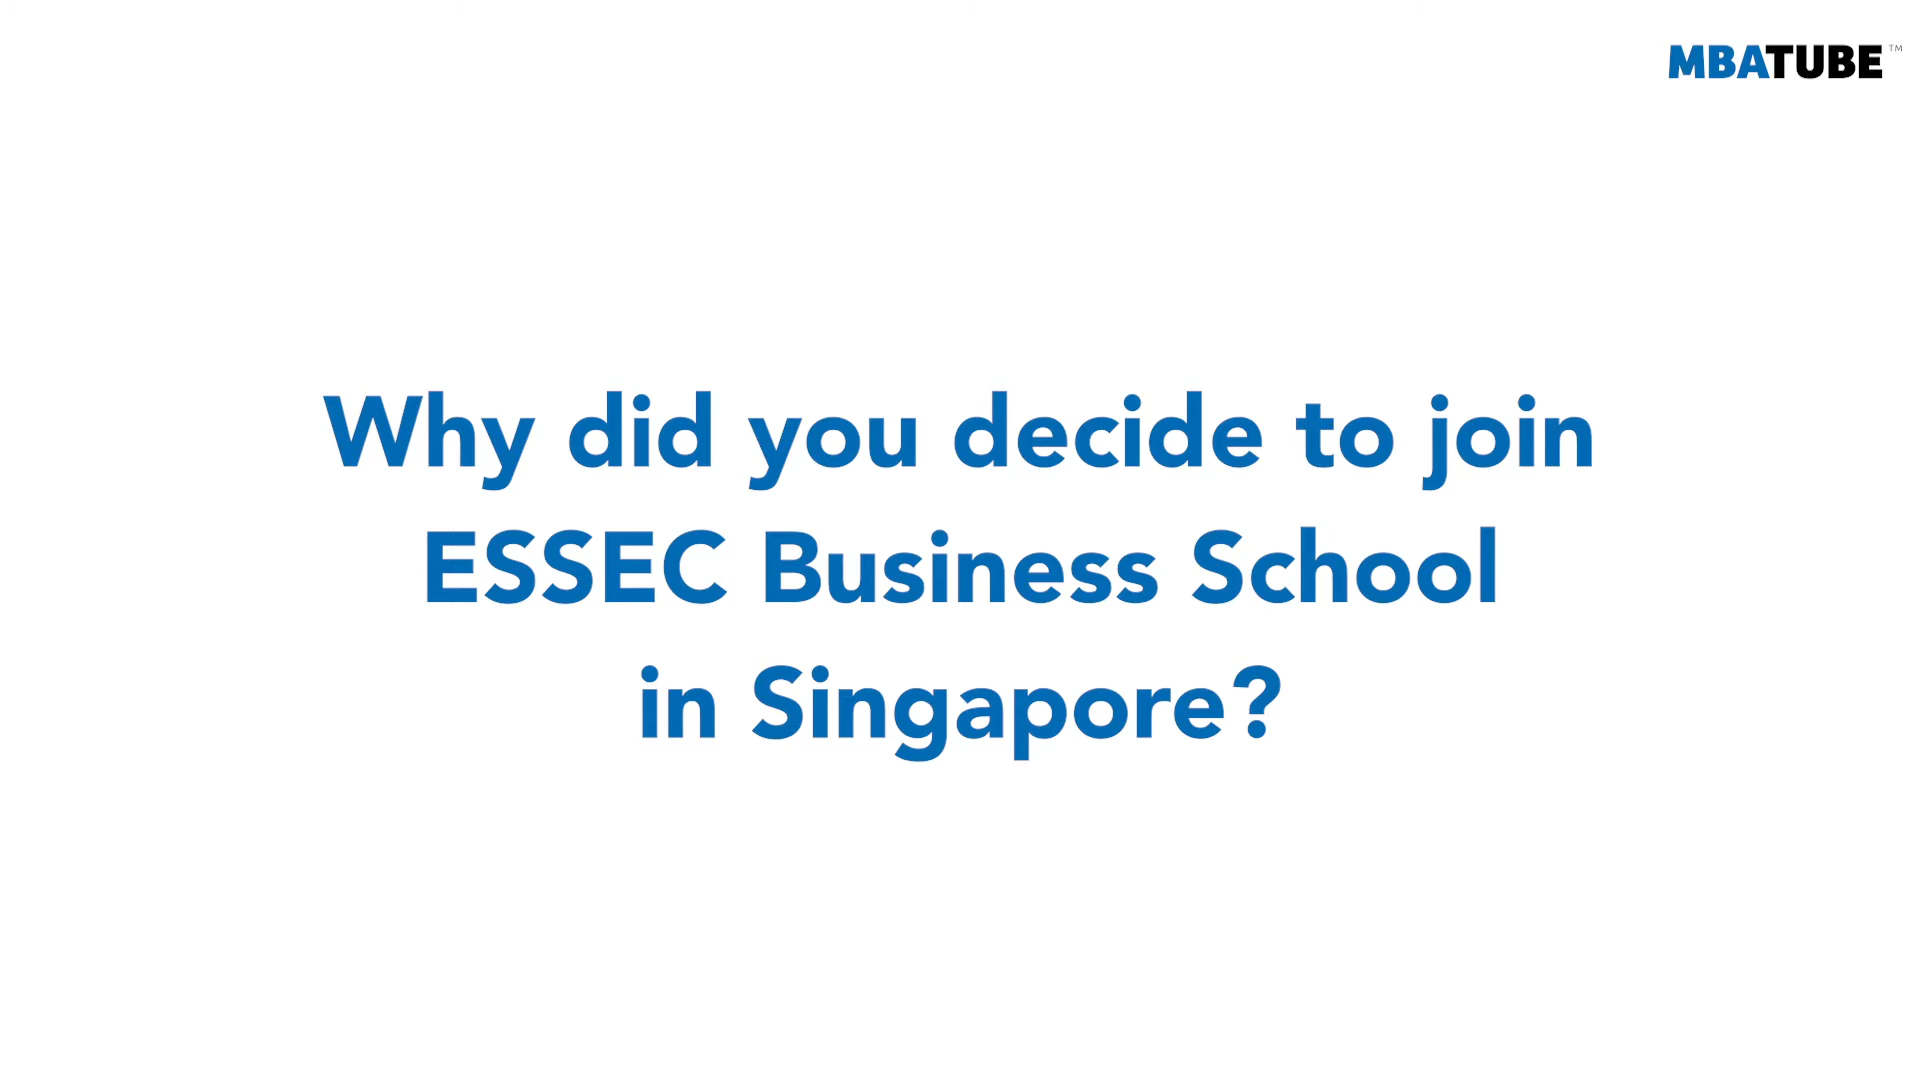 MBATUBE™
Why did you decide to join
ESSEC Business School
in Singapore?